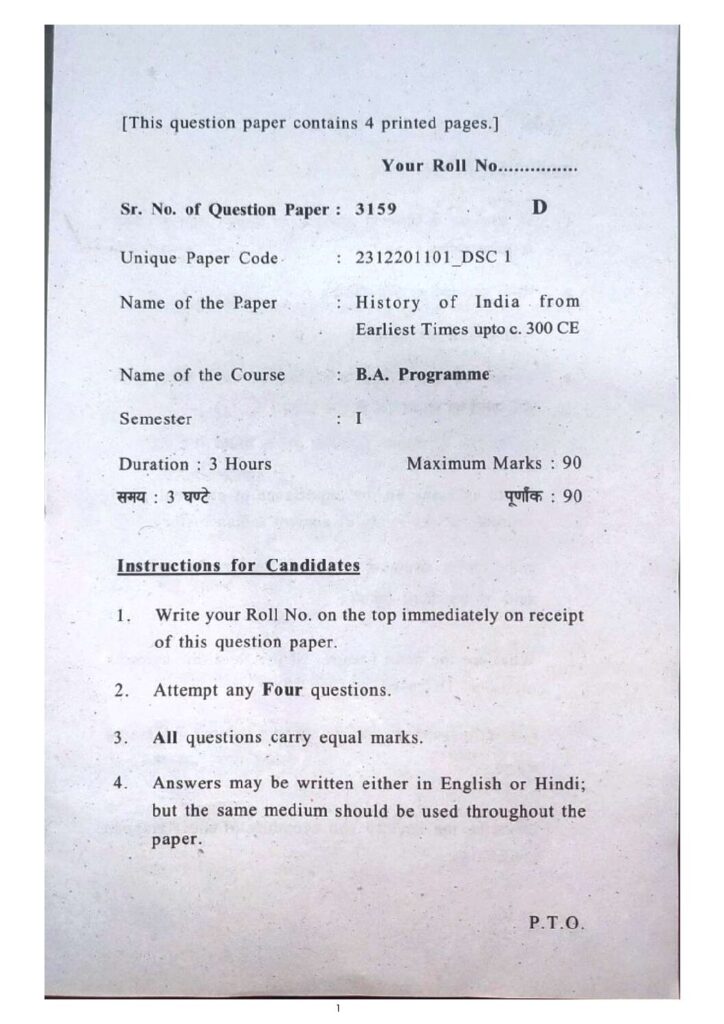 [This question paper contains 4 printed pages.]
Your Roll No...............
Sr. No. of Question Paper : 3159 D
Unique Paper Code : 2312201101_DSC 1
Name of the Paper : History of India from
Earliest Times upto c. 300 CE
Name of the Course : B.A. Programme
Semester : I
Duration : 3 Hours Maximum Marks : 90
समय : 3 घण्टे पूर्णांक : 90
Instructions for Candidates
1. Write your Roll No. on the top immediately on receipt
of this question paper.
2. Attempt any Four questions.
3. All questions carry equal marks.
4. Answers may be written either in English or Hindi;
but the same medium should be used throughout the
paper.
P.T.O.
1